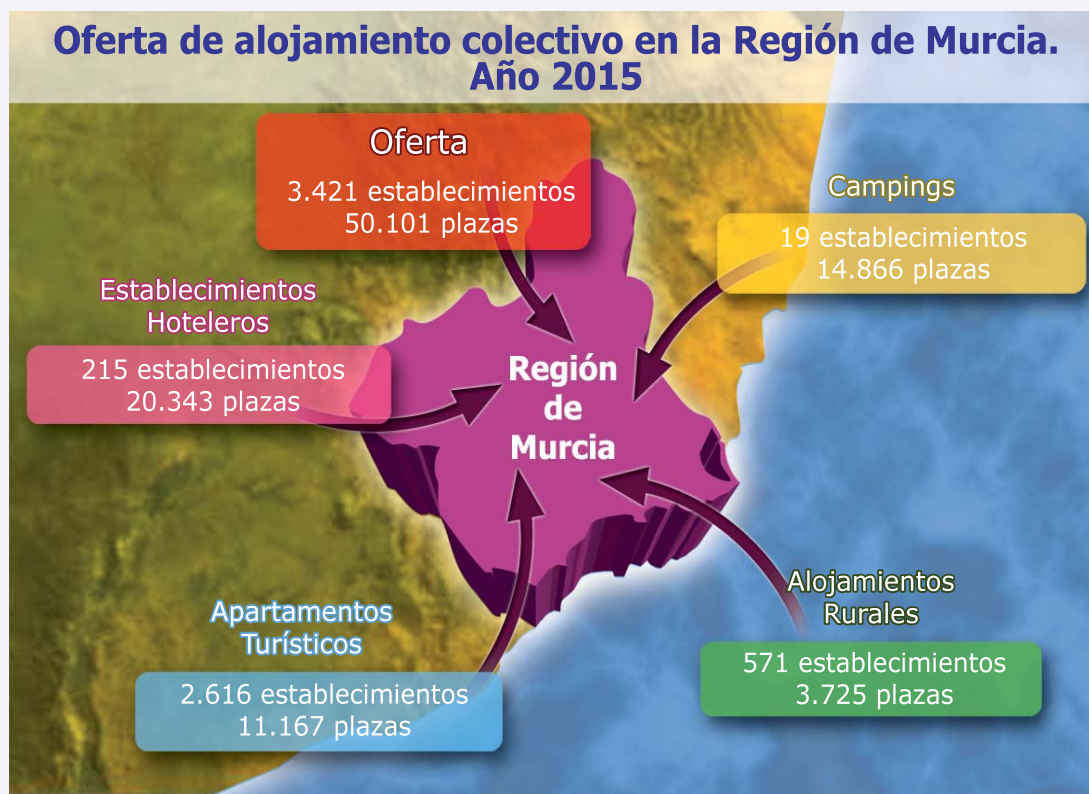 Oferta de alojamiento colectivo en la Región de Murcia.
Año 2015
Oferta
3.421 establecimientos
50.101 plazas
Campings
19 establecimientos
14.866 plazas
Establecimientos
Hoteleros
215 establecimientos
20.343 plazas
Región
de
Murcia
Apartamentos
Turísticos
2.616 establecimientos
11.167 plazas
Alojamientos
Rurales
571 establecimientos
3.725 plazas